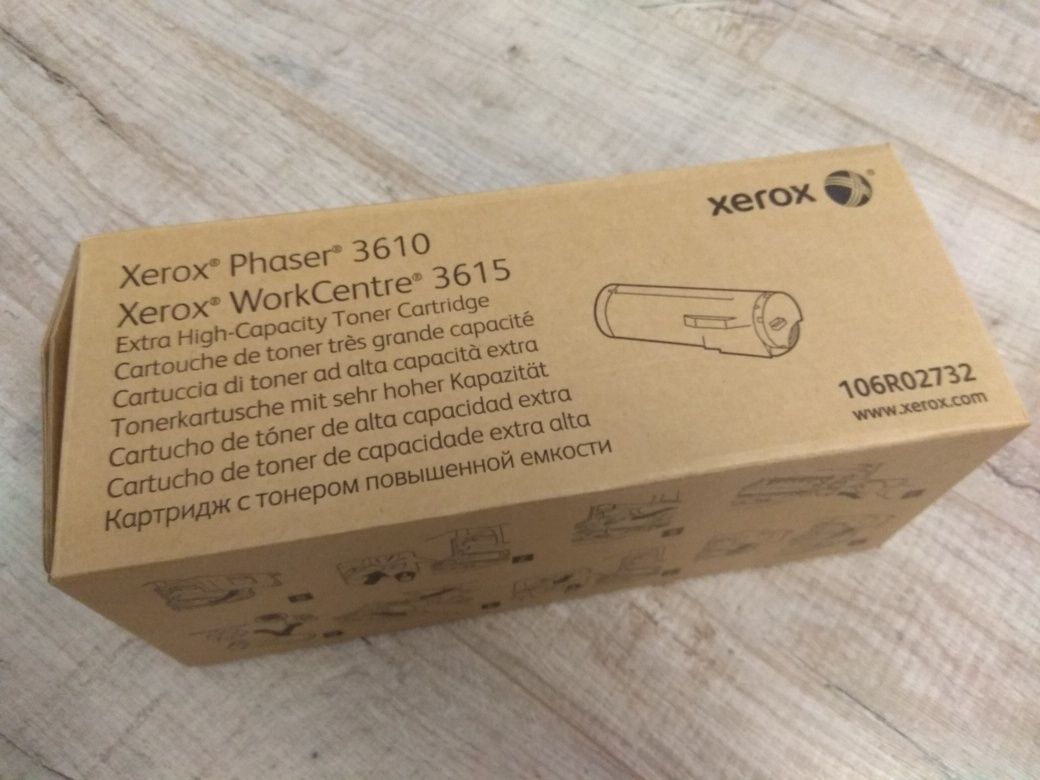 xerox®
Xerox® Phaser® 3610
Xerox® WorkCentre® 3615
Extra High-Capacity Toner Cartridge
Cartouche de toner très grande capacité
Cartuccia di toner ad alta capacità extra
Tonerkartusche mit sehr hoher Kapazität
Cartucho de tóner de alta capacidad extra
Cartucho de toner de capacidade extra alta
Картридж с тонером повышенной емкости
106R02732
www.xerox.com